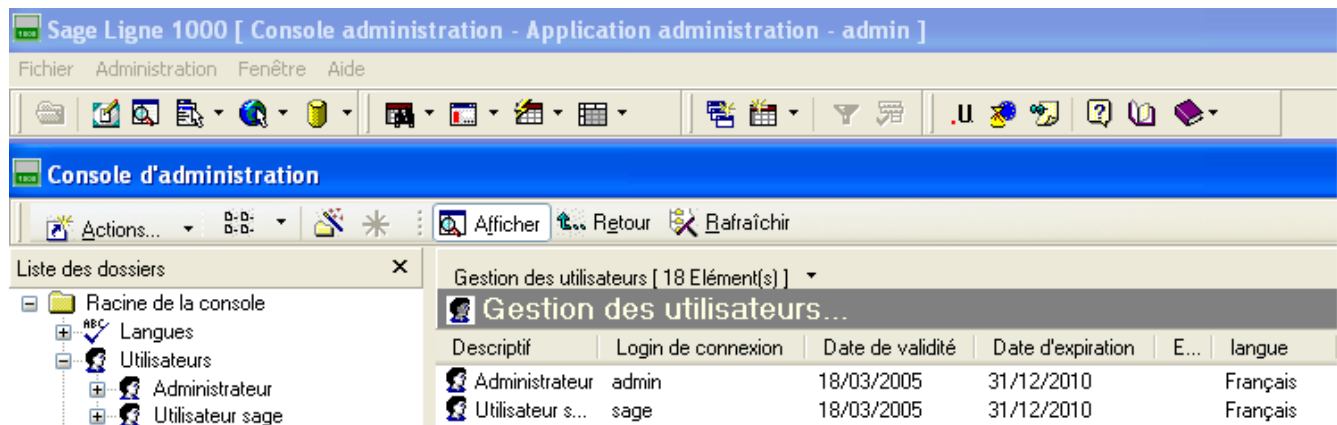 Sage Ligne 1000 [ Console administration - Application administration - admin ]
Fichier Administration Fenêtre Aide
.U
Console d'administration
Actions... Afficher Retour Rafraîchir
Liste des dossiers
Gestion des utilisateurs [ 18 Elément(s) ]
Racine de la console
Gestion des utilisateurs...
ABC Langues
Descriptif Login de connexion Date de validité Date d'expiration E... langue
Utilisateurs
Administrateur admin 18/03/2005 31/12/2010 Français
Administrateur
Utilisateur s... sage 18/03/2005 31/12/2010 Français
Utilisateur sage